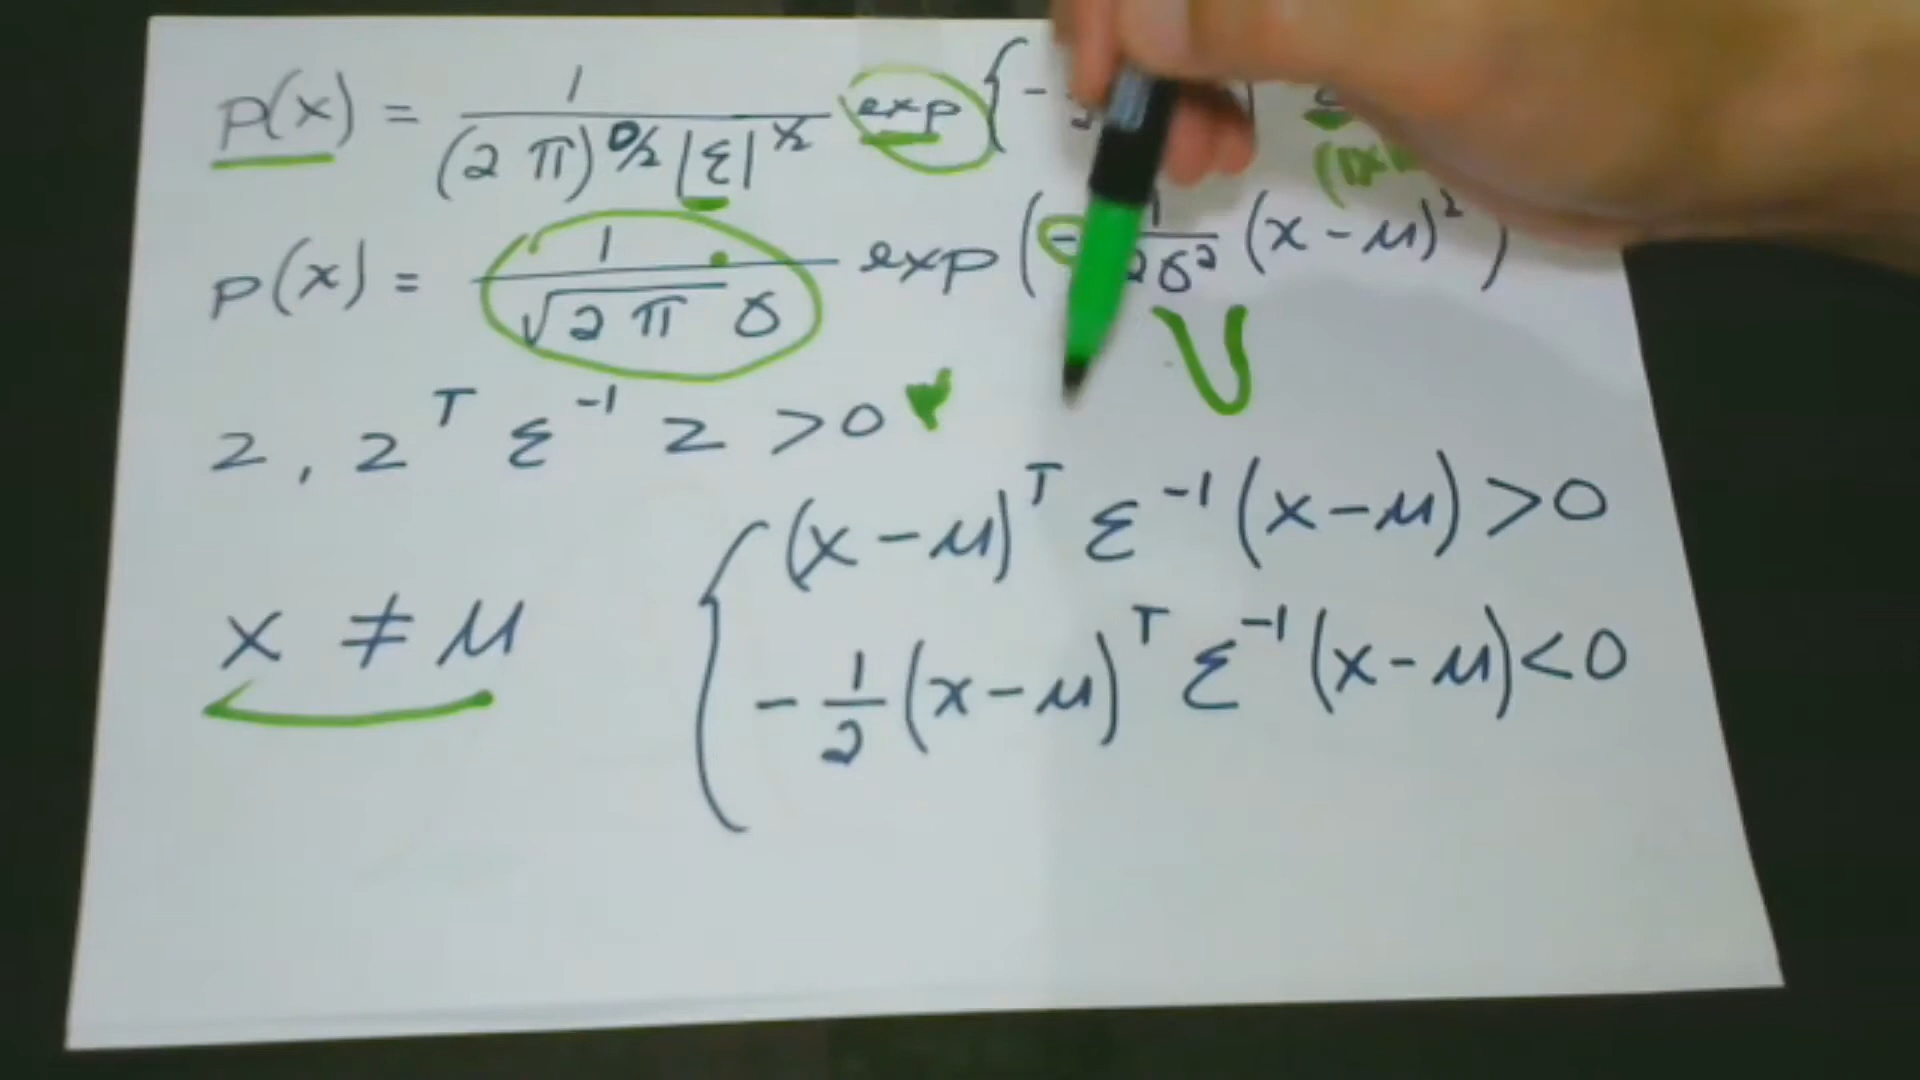 p(x) = 1 / (2π)^{D/2} |Σ|^{1/2} exp { -
p(x) = 1 / √2π σ exp ( - 1 / 2σ² (x - μ)² )
z , z^T Σ^{-1} z > 0
(x - μ)^T Σ^{-1} (x - μ) > 0
x ≠ μ
- 1/2 (x - μ)^T Σ^{-1} (x - μ) < 0